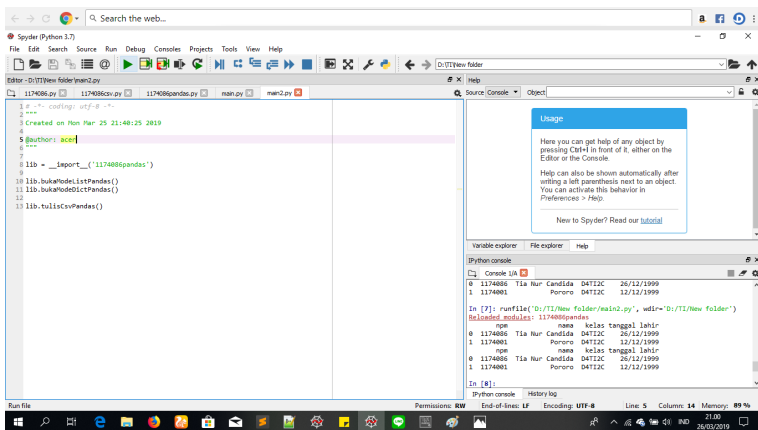 Search the web...
Spyder (Python 3.7)
File Edit Search Source Run Debug Consoles Projects Tools View Help
D:\TI\New folder
Editor - D:\TI\New folder\main2.py
Help
1174086.py 1174086csv.py 1174086pandas.py main.py main2.py
Source Console Object
1 # -*- coding: utf-8 -*-
2 """
3 Created on Mon Mar 25 21:40:25 2019
4
5 @author: acer
6 """
7
8 lib = __import__('1174086pandas')
9
10 lib.bukaModeListPandas()
11 lib.bukaModeDictPandas()
12
13 lib.tulisCsvPandas()
Usage
Here you can get help of any object by
pressing Ctrl+I in front of it, either on the
Editor or the Console.
Help can also be shown automatically after
writing a left parenthesis next to an object.
You can activate this behavior in
Preferences > Help.
New to Spyder? Read our tutorial
Variable explorer File explorer Help
IPython console
Console 1/A
0 1174086 Tia Nur Candida D4TI2C 26/12/1999
1 1174001 Pororo D4TI2C 12/12/1999
In [7]: runfile('D:/TI/New folder/main2.py', wdir='D:/TI/New folder')
Reloaded modules: 1174086pandas
npm nama kelas tanggal lahir
0 1174086 Tia Nur Candida D4TI2C 26/12/1999
1 1174001 Pororo D4TI2C 12/12/1999
npm nama kelas tanggal lahir
0 1174086 Tia Nur Candida D4TI2C 26/12/1999
1 1174001 Pororo D4TI2C 12/12/1999
In [8]:
IPython console History log
Run file
Permissions: RW End-of-lines: LF Encoding: UTF-8 Line: 5 Column: 14 Memory: 89 %
IND
21.00
26/03/2019